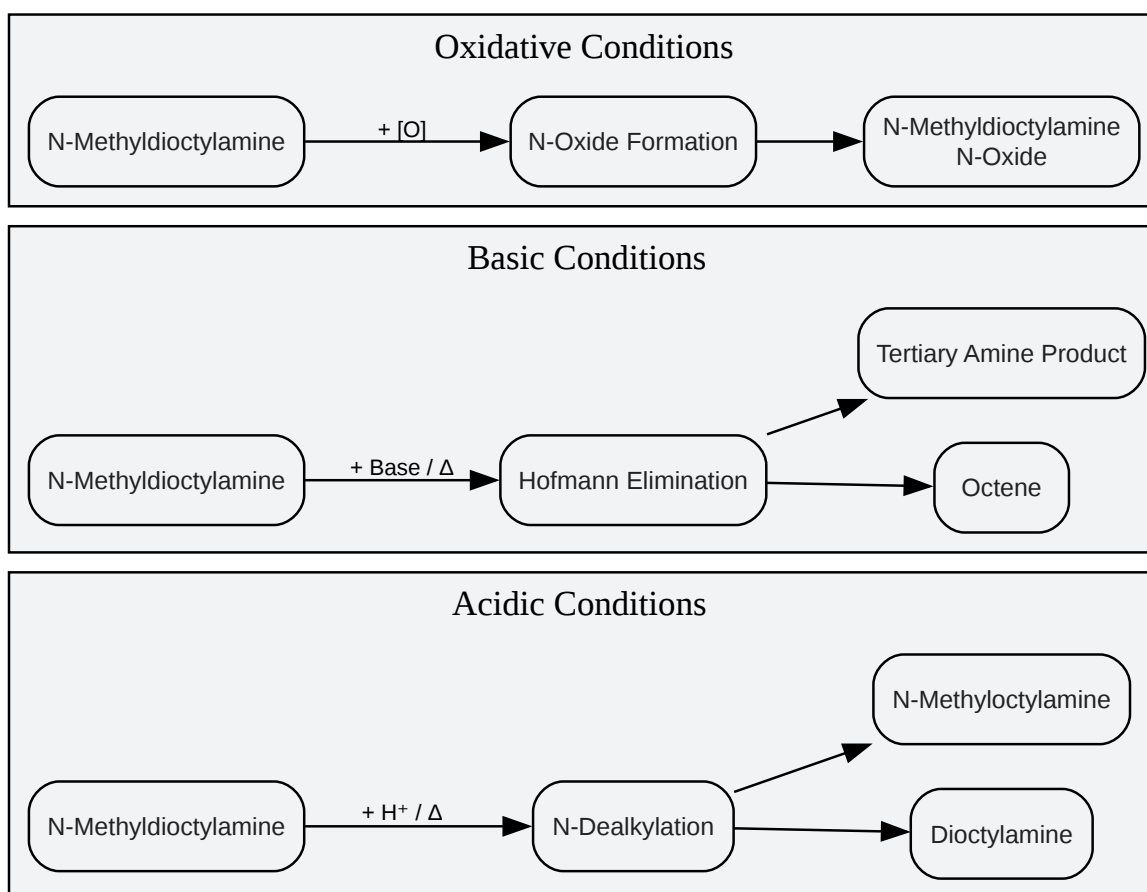 Oxidative Conditions
N-Methyldioctylamine
+ [O]
N-Oxide Formation
N-Methyldioctylamine
N-Oxide
Basic Conditions
Tertiary Amine Product
N-Methyldioctylamine
+ Base / Δ
Hofmann Elimination
Octene
Acidic Conditions
N-Methyloctylamine
N-Methyldioctylamine
+ H⁺ / Δ
N-Dealkylation
Dioctylamine